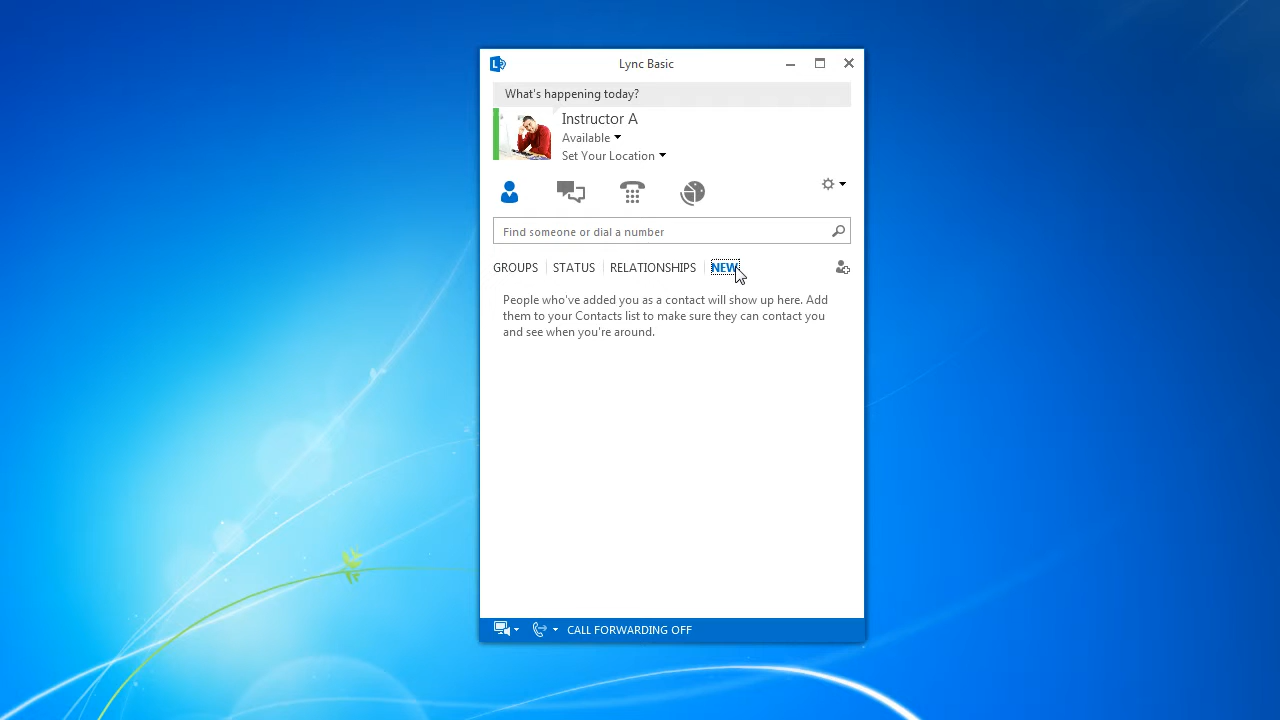 Lync Basic
What's happening today?
Instructor A
Available
Set Your Location
Find someone or dial a number
GROUPS STATUS RELATIONSHIPS NEW
People who've added you as a contact will show up here. Add
them to your Contacts list to make sure they can contact you
and see when you're around.
CALL FORWARDING OFF